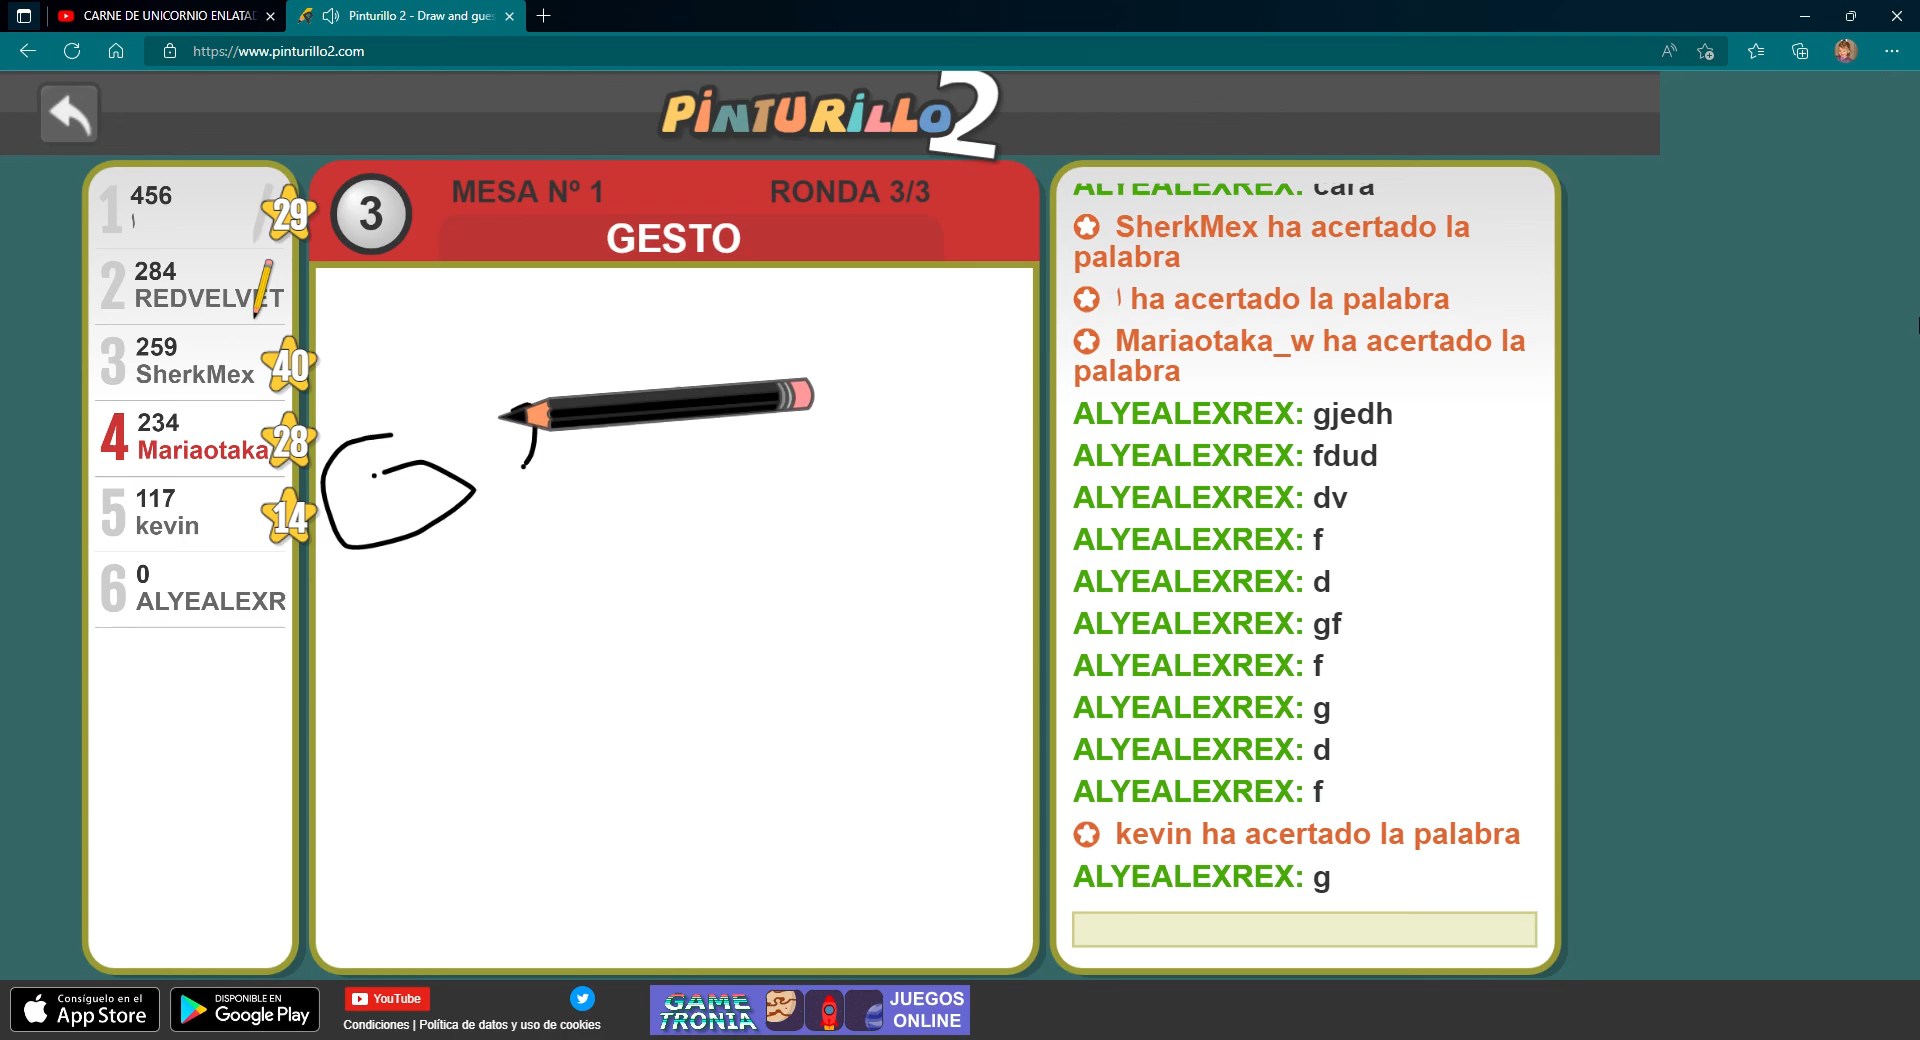 CARNE DE UNICORNIO ENLATAD
Pinturillo 2 - Draw and gues
https://www.pinturillo2.com
PiNTURiLLO2
1 456
ا
29
2 284
REDVELVET
3 259
SherkMex
40
4 234
Mariaotaka
28
5 117
kevin
14
6 0
ALYEALEXR
3
MESA Nº 1
RONDA 3/3
GESTO
G
ALYEALEXREX: cara
SherkMex ha acertado la
palabra
ا ha acertado la palabra
Mariaotaka_w ha acertado la
palabra
ALYEALEXREX: gjedh
ALYEALEXREX: fdud
ALYEALEXREX: dv
ALYEALEXREX: f
ALYEALEXREX: d
ALYEALEXREX: gf
ALYEALEXREX: f
ALYEALEXREX: g
ALYEALEXREX: d
ALYEALEXREX: f
kevin ha acertado la palabra
ALYEALEXREX: g
Consíguelo en el
App Store
DISPONIBLE EN
Google Play
YouTube
Condiciones | Política de datos y uso de cookies
GAME
TRONIA
JUEGOS
ONLINE